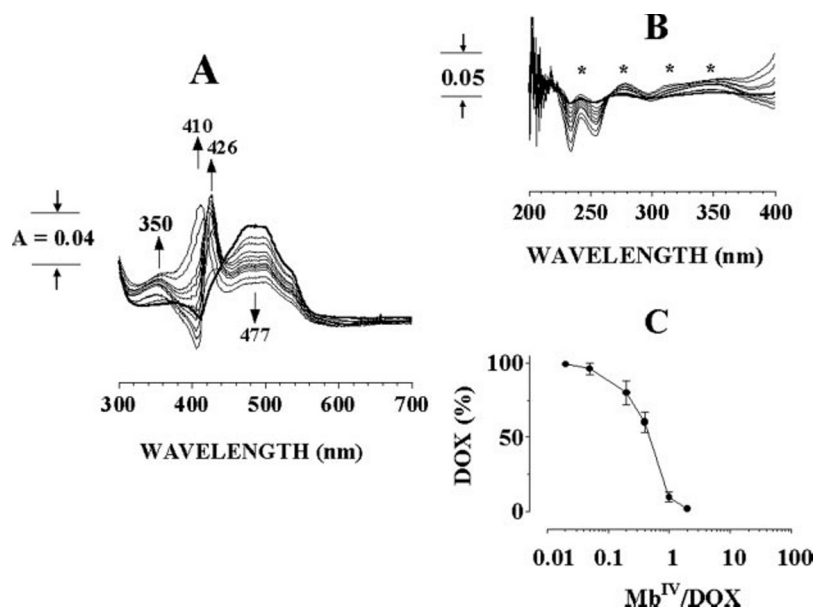 A
410
426
350
A = 0.04
477
300 400 500 600 700
WAVELENGTH (nm)
B
0.05
* * * *
200 250 300 350 400
WAVELENGTH (nm)
C
100
50
0
DOX (%)
0.01 0.1 1 10 100
Mb^IV/DOX